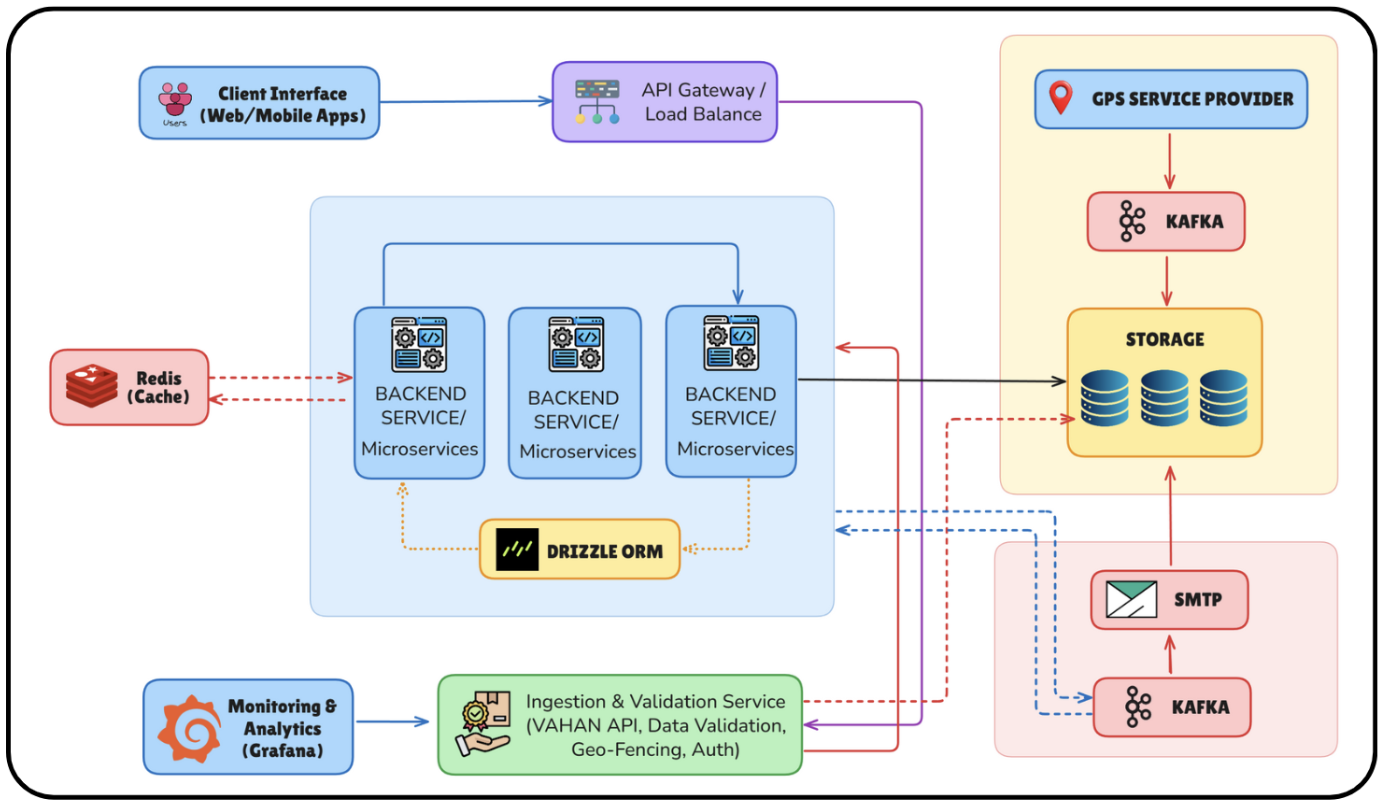 Client Interface
(Web/Mobile Apps)
Users
API Gateway /
Load Balance
GPS SERVICE PROVIDER
KAFKA
STORAGE
BACKEND
SERVICE/
Microservices
BACKEND
SERVICE/
Microservices
BACKEND
SERVICE/
Microservices
Redis
(Cache)
DRIZZLE ORM
SMTP
KAFKA
Monitoring &
Analytics
(Grafana)
Ingestion & Validation Service
(VAHAN API, Data Validation,
Geo-Fencing, Auth)